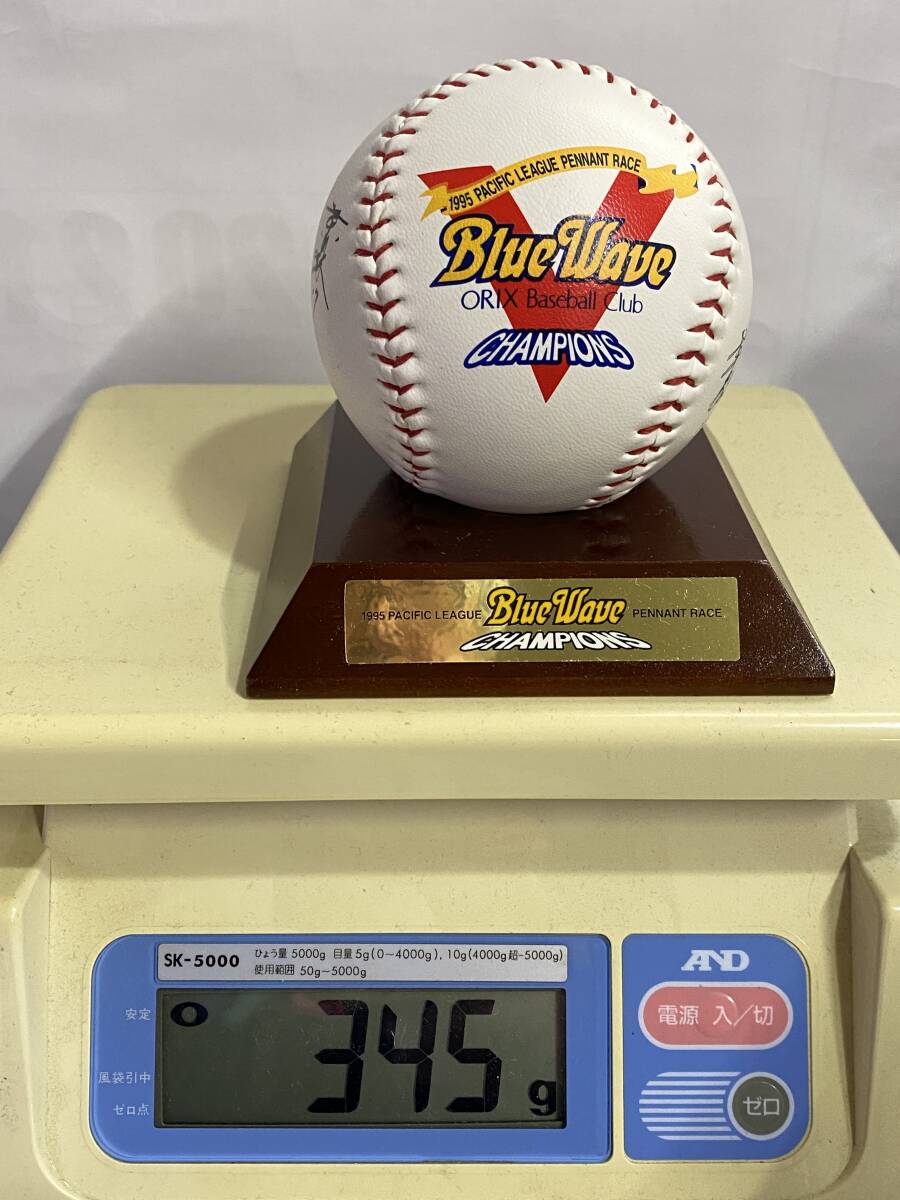 1995 PACIFIC LEAGUE PENNANT RACE
Blue Wave
ORIX Baseball Club
CHAMPIONS
1995 PACIFIC LEAGUE Blue Wave PENNANT RACE
CHAMPIONS
SK-5000 ひょう量 5000g 目量 5g(0~4000g), 10g(4000g超~5000g)
使用範囲 50g~5000g
安定
345 g
風袋引中
ゼロ点
AND
電源 入/切
ゼロ